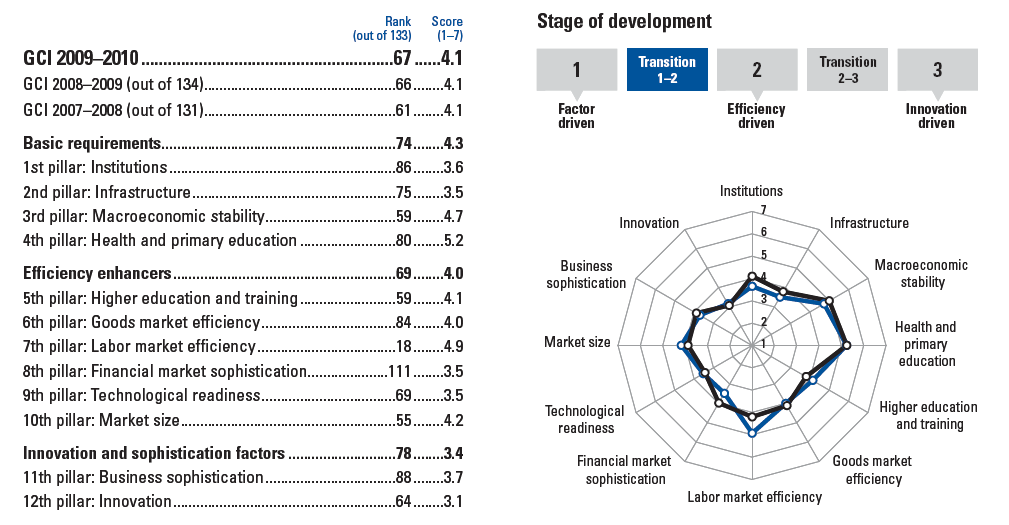 Rank Score
(out of 133) (1–7)
GCI 2009–2010 67 4.1
GCI 2008–2009 (out of 134) 66 4.1
GCI 2007–2008 (out of 131) 61 4.1
Basic requirements 74 4.3
1st pillar: Institutions 86 3.6
2nd pillar: Infrastructure 75 3.5
3rd pillar: Macroeconomic stability 59 4.7
4th pillar: Health and primary education 80 5.2
Efficiency enhancers 69 4.0
5th pillar: Higher education and training 59 4.1
6th pillar: Goods market efficiency 84 4.0
7th pillar: Labor market efficiency 18 4.9
8th pillar: Financial market sophistication 111 3.5
9th pillar: Technological readiness 69 3.5
10th pillar: Market size 55 4.2
Innovation and sophistication factors 78 3.4
11th pillar: Business sophistication 88 3.7
12th pillar: Innovation 64 3.1
Stage of development
1
Transition
1–2
2
Transition
2–3
3
Factor
driven
Efficiency
driven
Innovation
driven
Institutions
Infrastructure
Macroeconomic
stability
Health and
primary
education
Higher education
and training
Goods market
efficiency
Labor market efficiency
Financial market
sophistication
Technological
readiness
Market size
Business
sophistication
Innovation
7
6
5
4
3
2
1